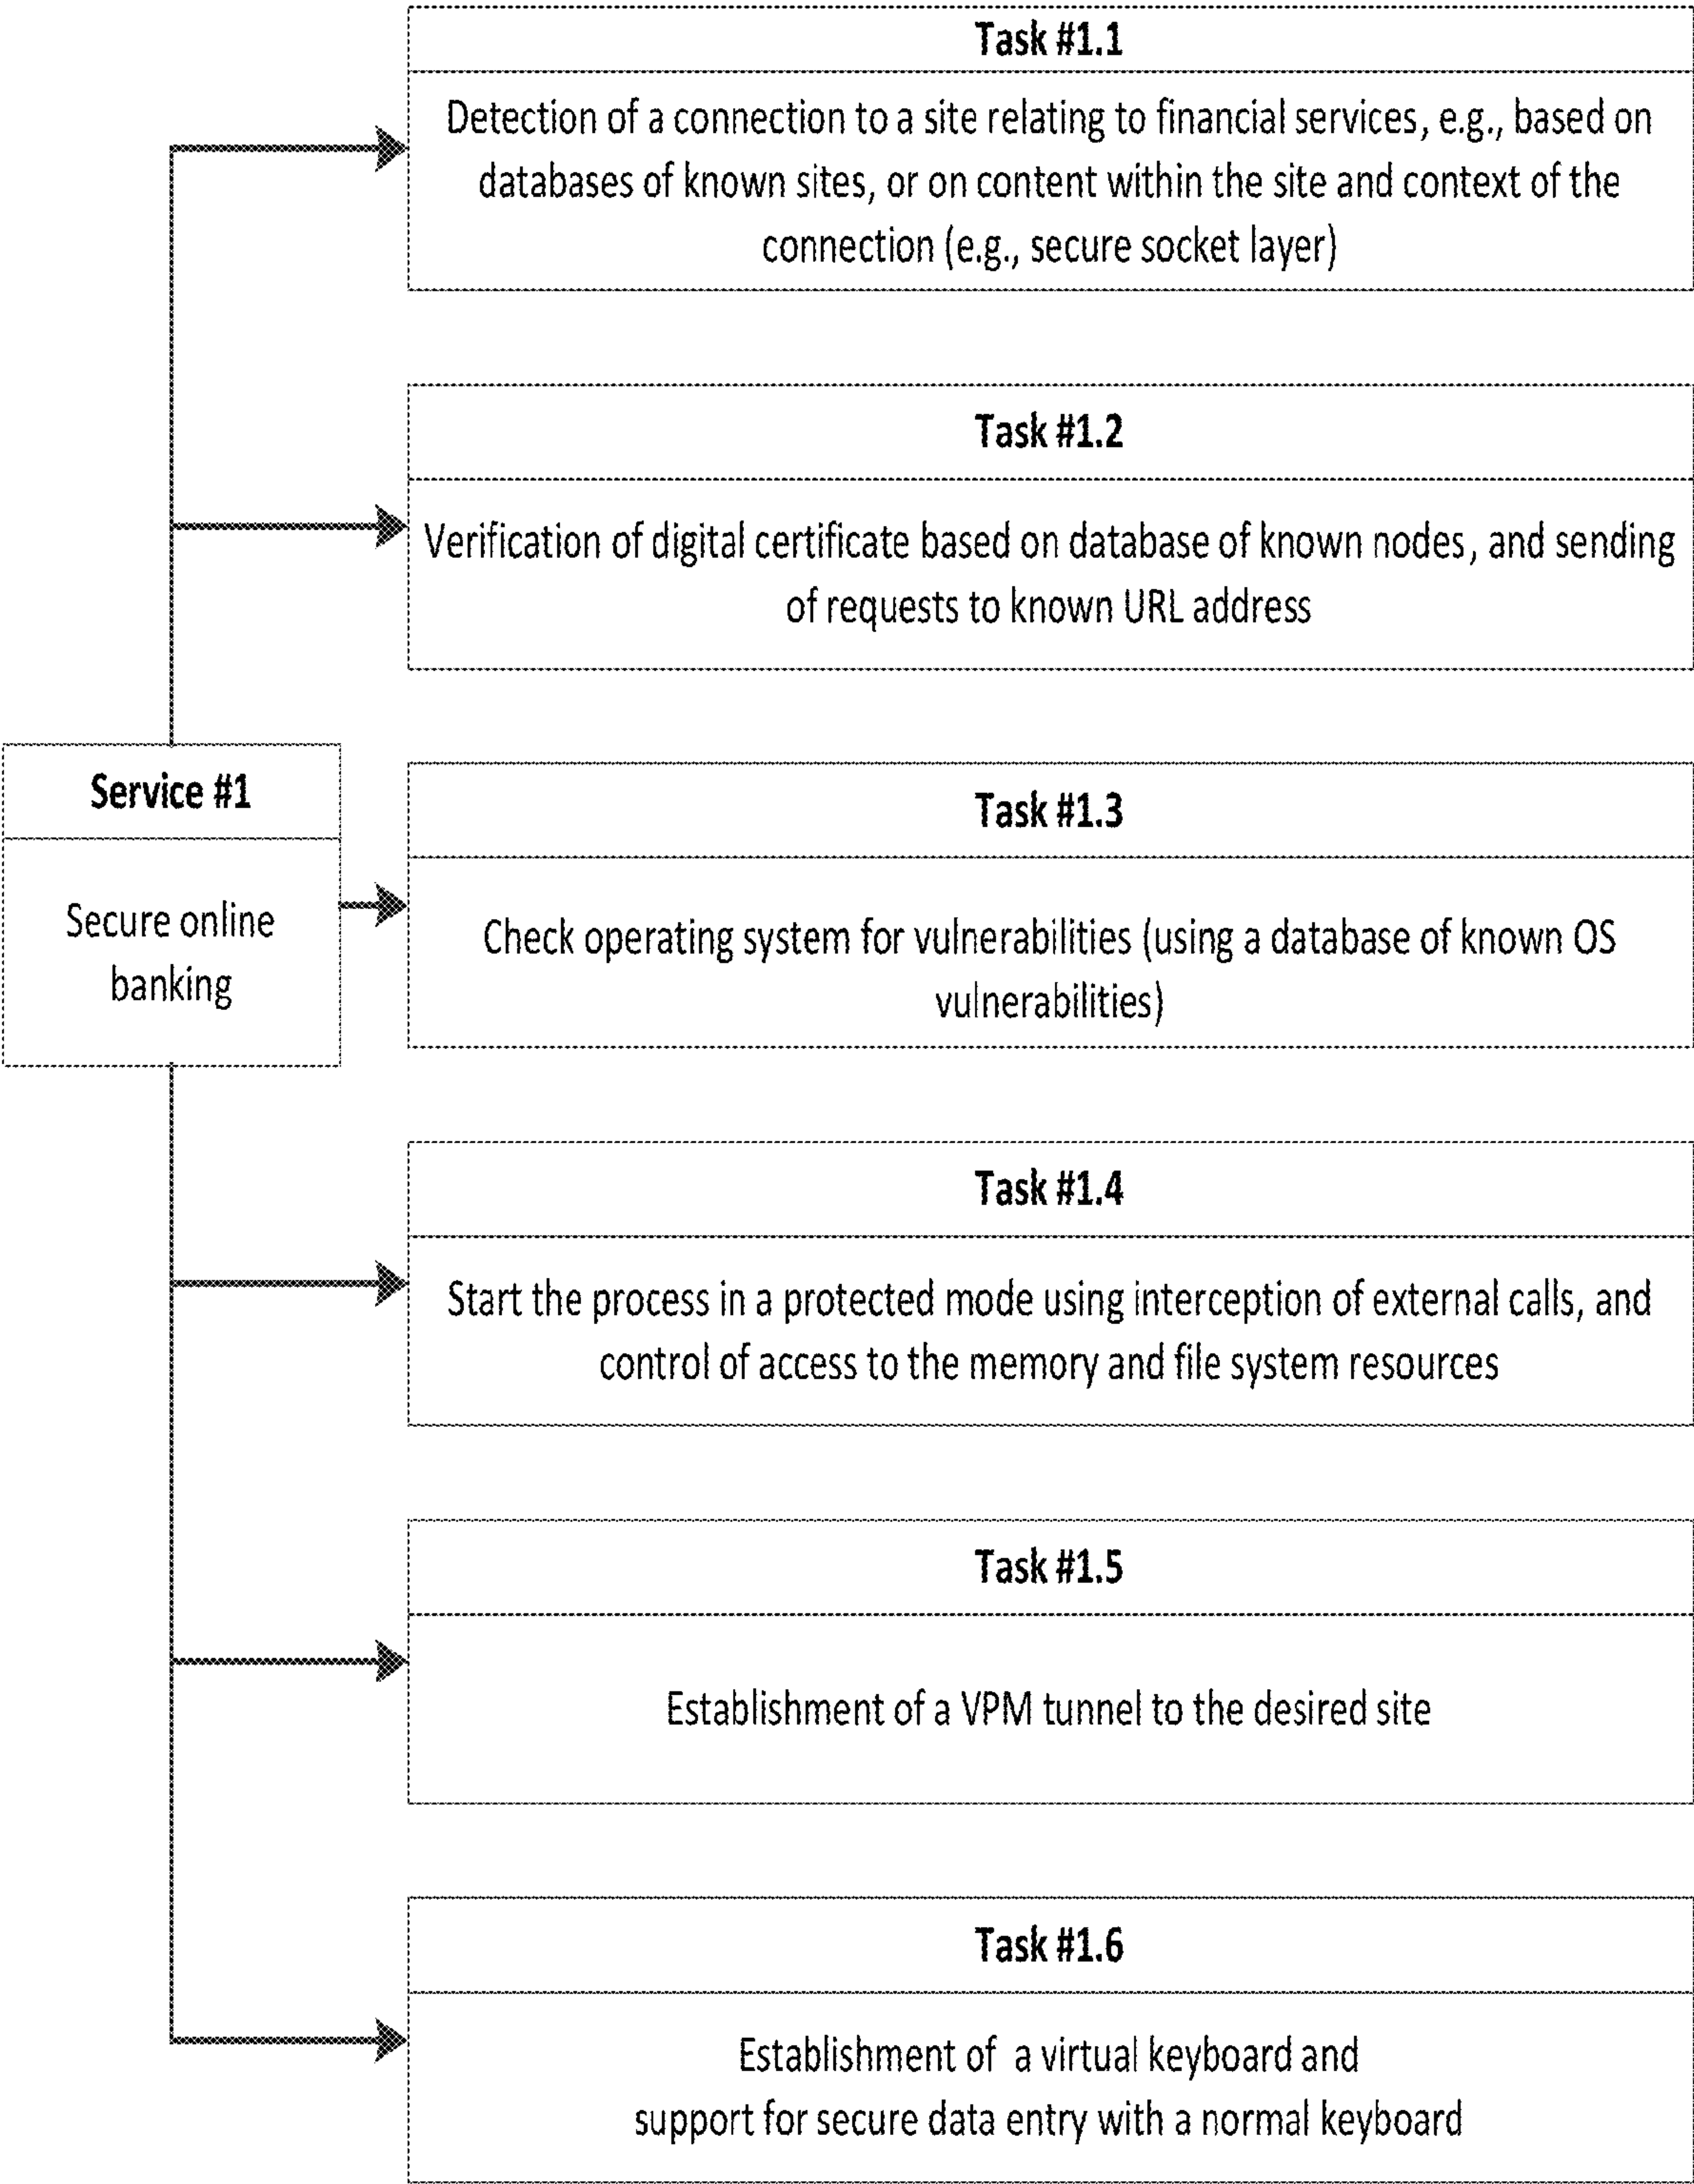 Task #1.1
Detection of a connection to a site relating to financial services, e.g., based on
databases of known sites, or on content within the site and context of the
connection (e.g., secure socket layer)
Task #1.2
Verification of digital certificate based on database of known nodes, and sending
of requests to known URL address
Service #1
Secure online
banking
Task #1.3
Check operating system for vulnerabilities (using a database of known OS
vulnerabilities)
Task #1.4
Start the process in a protected mode using interception of external calls, and
control of access to the memory and file system resources
Task #1.5
Establishment of a VPM tunnel to the desired site
Task #1.6
Establishment of a virtual keyboard and
support for secure data entry with a normal keyboard